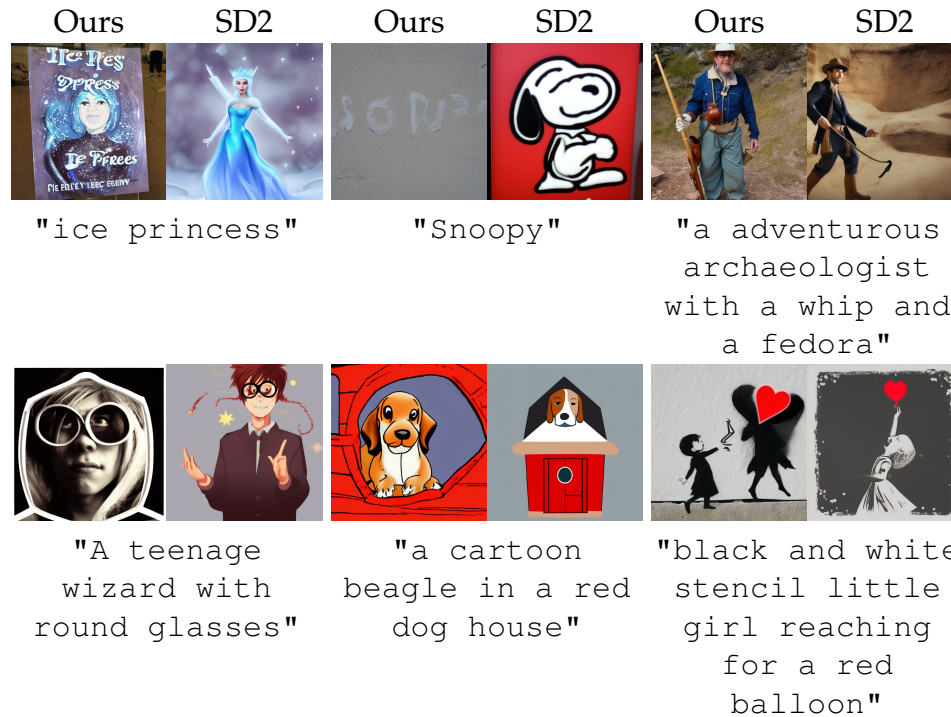 Ours SD2 Ours SD2 Ours SD2
"ice princess"
"Snoopy"
"a adventurous
archaeologist
with a whip and
a fedora"
"A teenage
wizard with
round glasses"
"a cartoon
beagle in a red
dog house"
"black and white
stencil little
girl reaching
for a red
balloon"